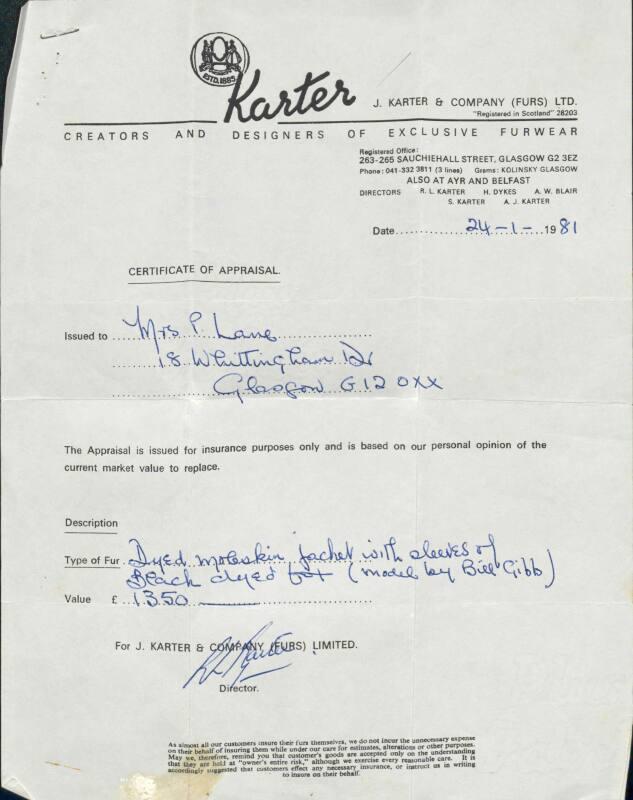 ESTD. 1885
Karter
J. KARTER & COMPANY (FURS) LTD.
"Registered in Scotland" 28203
CREATORS AND DESIGNERS OF EXCLUSIVE FURWEAR
Registered Office:
263-265 SAUCHIEHALL STREET, GLASGOW G2 3EZ
Phone: 041-332 3811 (3 lines) Grams: KOLINSKY GLASGOW
ALSO AT AYR AND BELFAST
DIRECTORS R. L. KARTER H. DYKES A. W. BLAIR
S. KARTER A. J. KARTER
Date 24-1-1981
CERTIFICATE OF APPRAISAL.
Issued to Mrs P. Lane
18 Whittingham Dr
Glasgow G12 0XX
The Appraisal is issued for insurance purposes only and is based on our personal opinion of the
current market value to replace.
Description
Type of Fur Dyed moleskin jacket with sleeves of
Black dyed fox (model by Bill Gibb)
Value £ 1350
For J. KARTER & COMPANY (FURS) LIMITED.
R L Karter
Director.
As almost all our customers insure their furs themselves, we do not incur the unnecessary expense
on their behalf of insuring them while under our care for estimates, alterations or other purposes.
May we, therefore, remind you that customer's goods are accepted only on the understanding
that they are held at "owner's entire risk," although we exercise every reasonable care. It is
accordingly suggested that customers effect any necessary insurance, or instruct us in writing
to insure on their behalf.